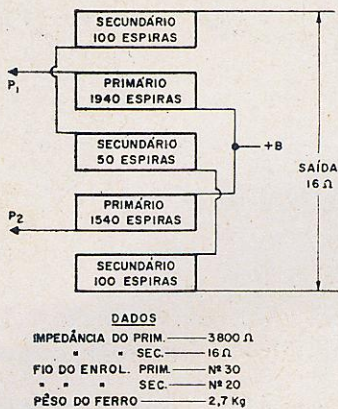 SECUNDÁRIO
100 ESPIRAS
P1
PRIMÁRIO
1940 ESPIRAS
SECUNDÁRIO
50 ESPIRAS
+B
SAÍDA
16 Ω
P2
PRIMÁRIO
1540 ESPIRAS
SECUNDÁRIO
100 ESPIRAS
DADOS
IMPEDÂNCIA DO PRIM. 3800 Ω
" " SEC. 16 Ω
FIO DO ENROL. PRIM. Nº 30
" " " SEC. Nº 20
PÊSO DO FERRO 2,7 Kg